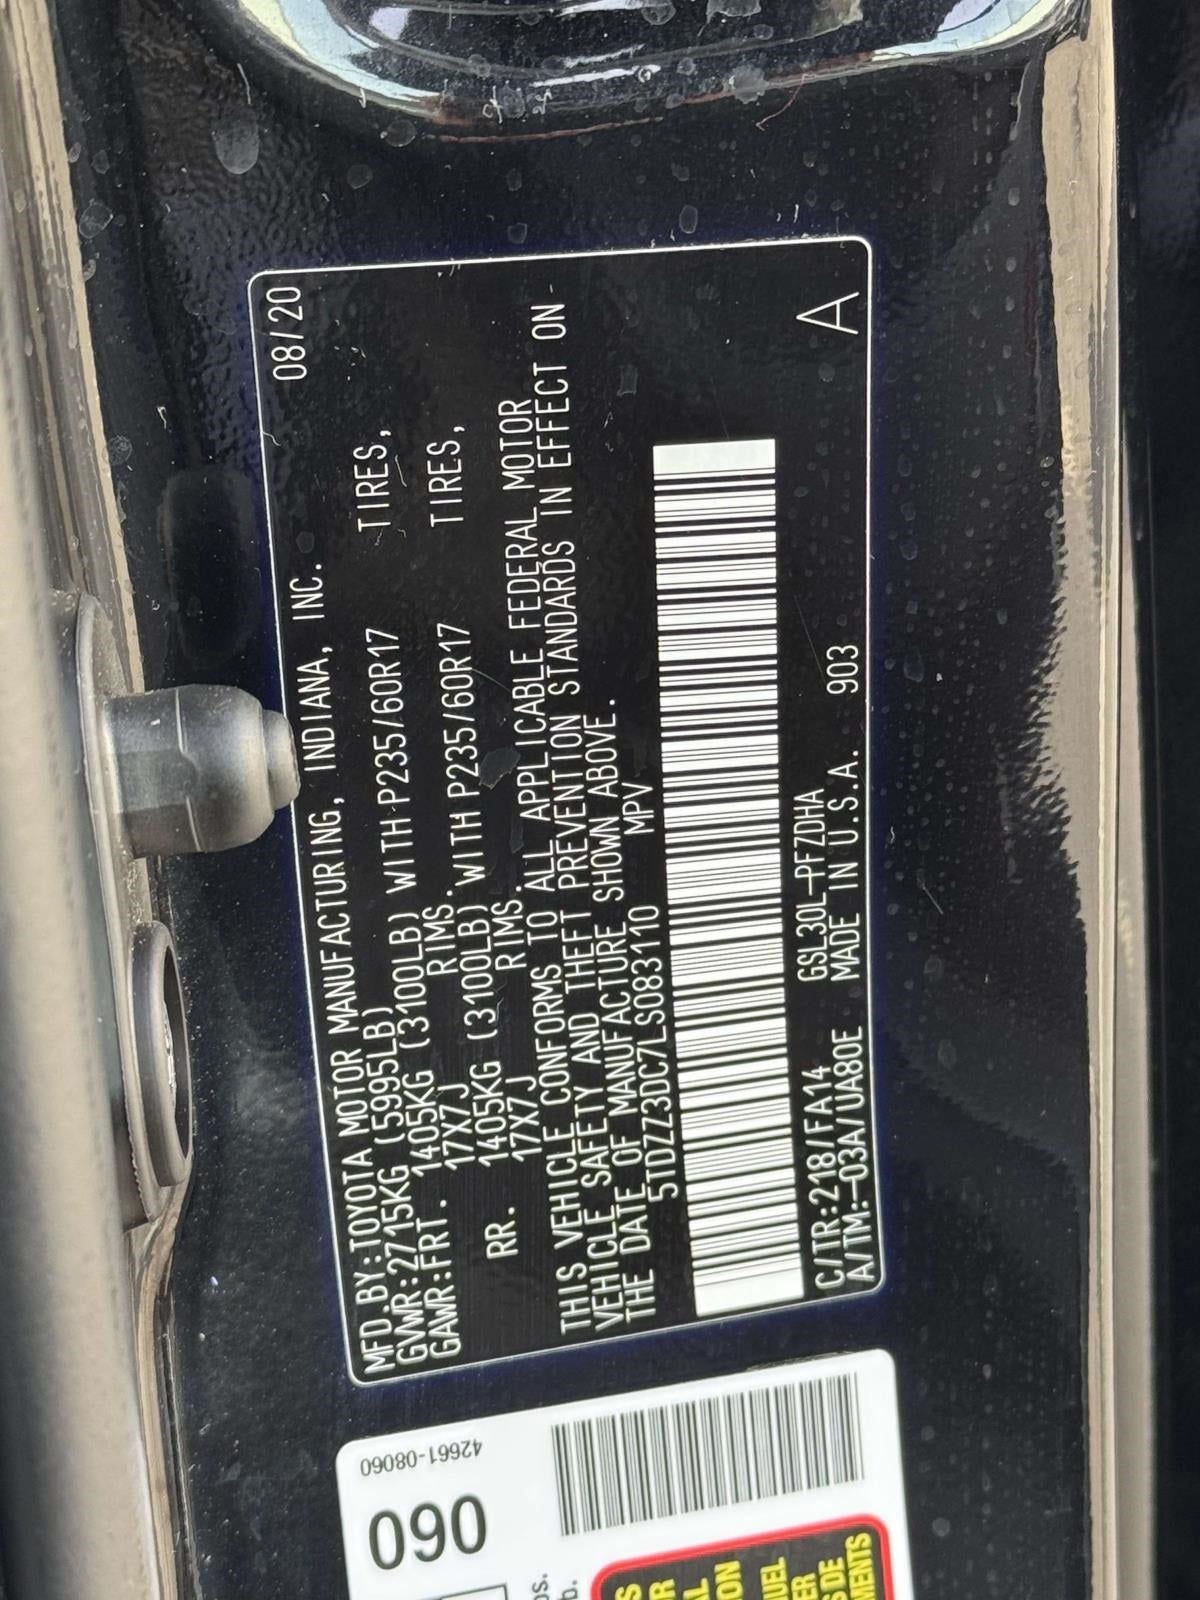 MFD.BY:TOYOTA MOTOR MANUFACTURING, INDIANA, INC. 08/20
GVWR:2715KG (5995LB)
GAWR:FRT. 1405KG (3100LB) WITH P235/60R17 TIRES,
17X7J RIMS.
RR. 1405KG (3100LB) WITH P235/60R17 TIRES,
17X7J RIMS.
THIS VEHICLE CONFORMS TO ALL APPLICABLE FEDERAL MOTOR
VEHICLE SAFETY AND THEFT PREVENTION STANDARDS IN EFFECT ON
THE DATE OF MANUFACTURE SHOWN ABOVE.
5TDZZ3DC7LS083110 MPV
C/TR:218/FA14 GSL30L-PFZDHA
A/TM:-03A/UA80E MADE IN U.S.A. 903 A
42661-08060
060